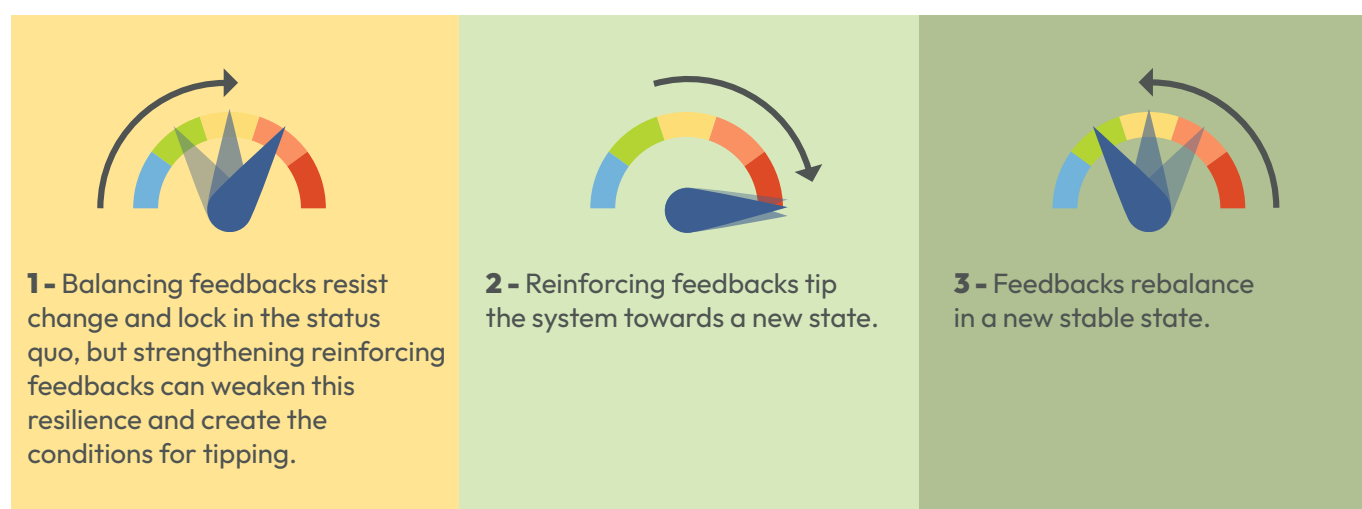 1 - Balancing feedbacks resist
change and lock in the status
quo, but strengthening reinforcing
feedbacks can weaken this
resilience and create the
conditions for tipping.
2 - Reinforcing feedbacks tip
the system towards a new state.
3 - Feedbacks rebalance
in a new stable state.